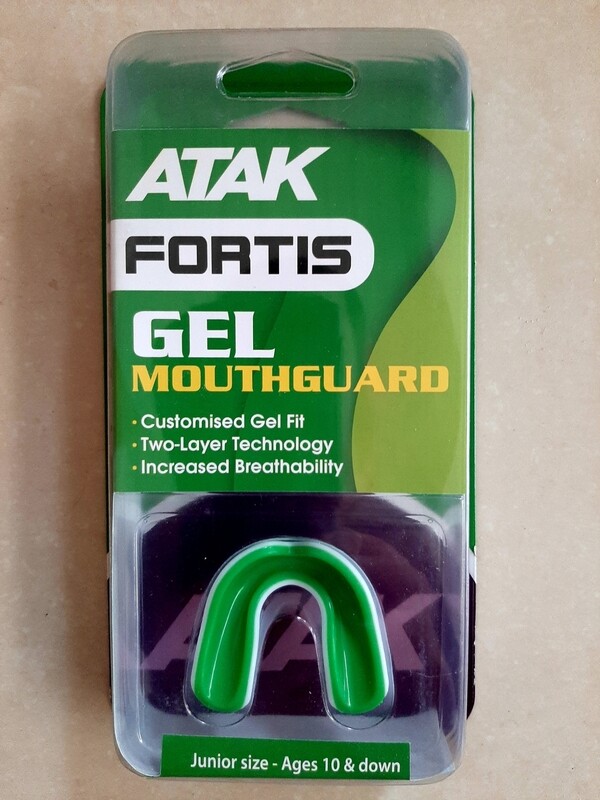 ATAK
FORTIS
GEL
MOUTHGUARD
• Customised Gel Fit
• Two-Layer Technology
• Increased Breathability
ATAK
Junior size - Ages 10 & down